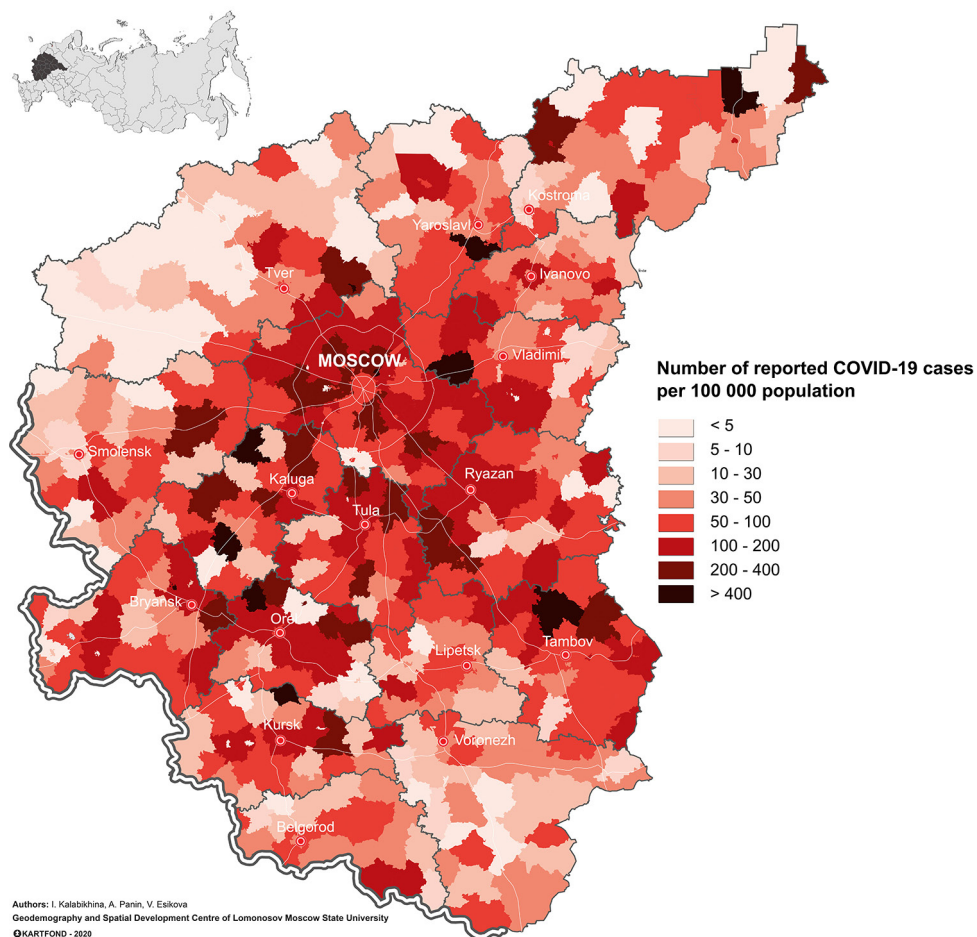 Kostroma
Yaroslavl
Ivanovo
Tver
MOSCOW
Vladimir
Number of reported COVID-19 cases
per 100 000 population
< 5
5 - 10
10 - 30
30 - 50
50 - 100
100 - 200
200 - 400
> 400
Smolensk
Kaluga
Ryazan
Tula
Bryansk
Orel
Tambov
Lipetsk
Kursk
Voronezh
Belgorod
Authors: I. Kalabikhina, A. Panin, V. Esikova
Geodemography and Spatial Development Centre of Lomonosov Moscow State University
KARTFOND - 2020